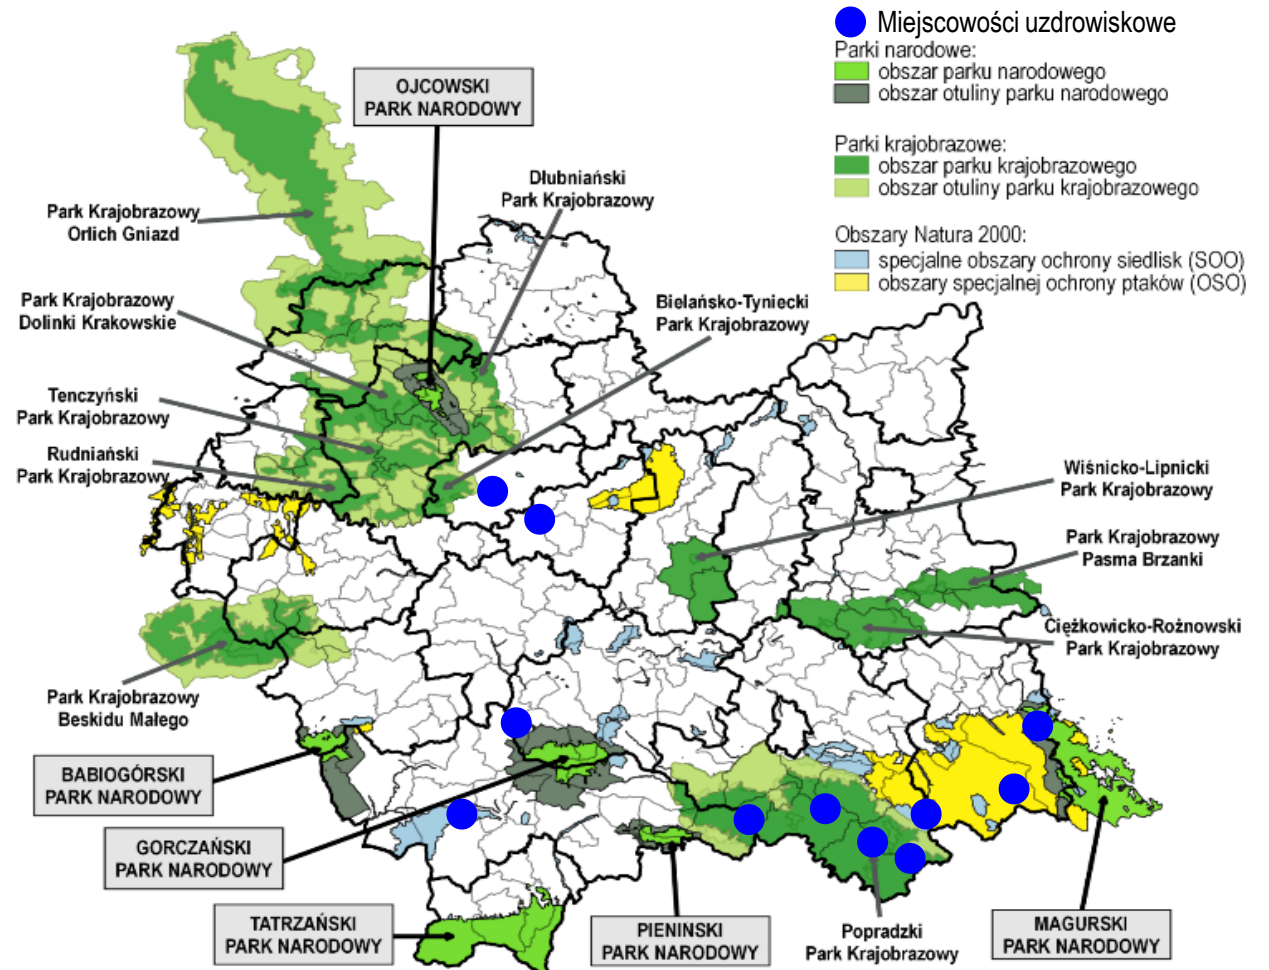 Miejscowości uzdrowiskowe
Parki narodowe:
obszar parku narodowego
obszar otuliny parku narodowego
Parki krajobrazowe:
obszar parku krajobrazowego
obszar otuliny parku krajobrazowego
Obszary Natura 2000:
specjalne obszary ochrony siedlisk (SOO)
obszary specjalnej ochrony ptaków (OSO)
OJCOWSKI
PARK NARODOWY
Dłubniański
Park Krajobrazowy
Park Krajobrazowy
Orlich Gniazd
Park Krajobrazowy
Dolinki Krakowskie
Bielańsko-Tyniecki
Park Krajobrazowy
Tenczyński
Park Krajobrazowy
Rudniański
Park Krajobrazowy
Wiśnicko-Lipnicki
Park Krajobrazowy
Park Krajobrazowy
Pasma Brzanki
Ciężkowicko-Rożnowski
Park Krajobrazowy
Park Krajobrazowy
Beskidu Małego
BABIOGÓRSKI
PARK NARODOWY
GORCZAŃSKI
PARK NARODOWY
TATRZAŃSKI
PARK NARODOWY
PIENINSKI
PARK NARODOWY
Popradzki
Park Krajobrazowy
MAGURSKI
PARK NARODOWY